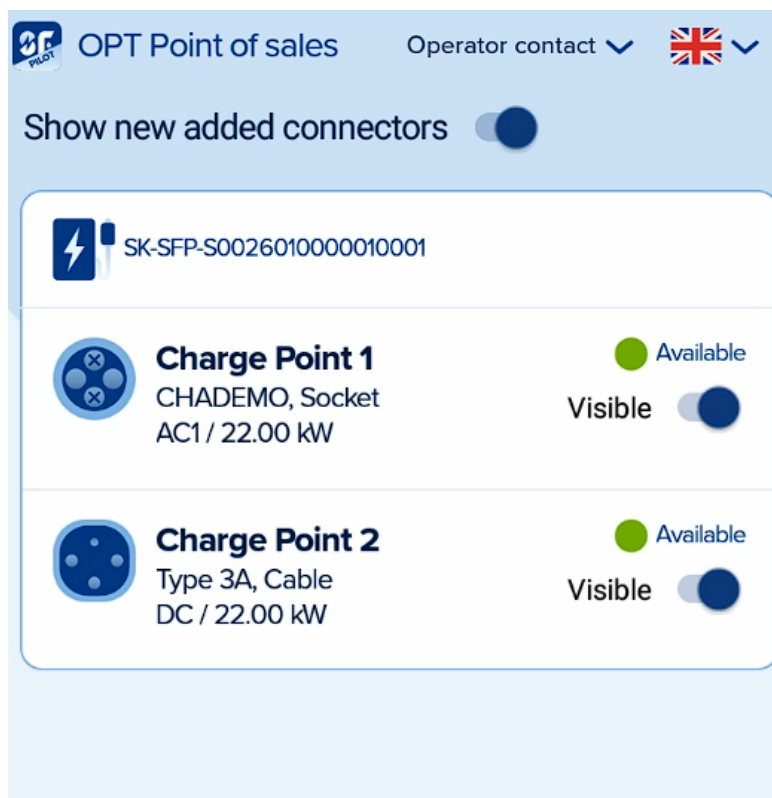 PILOT
OPT Point of sales
Operator contact
Show new added connectors
SK-SFP-S0026010000010001
Charge Point 1
Available
CHADEMO, Socket
Visible
AC1 / 22.00 kW
Charge Point 2
Available
Type 3A, Cable
Visible
DC / 22.00 kW